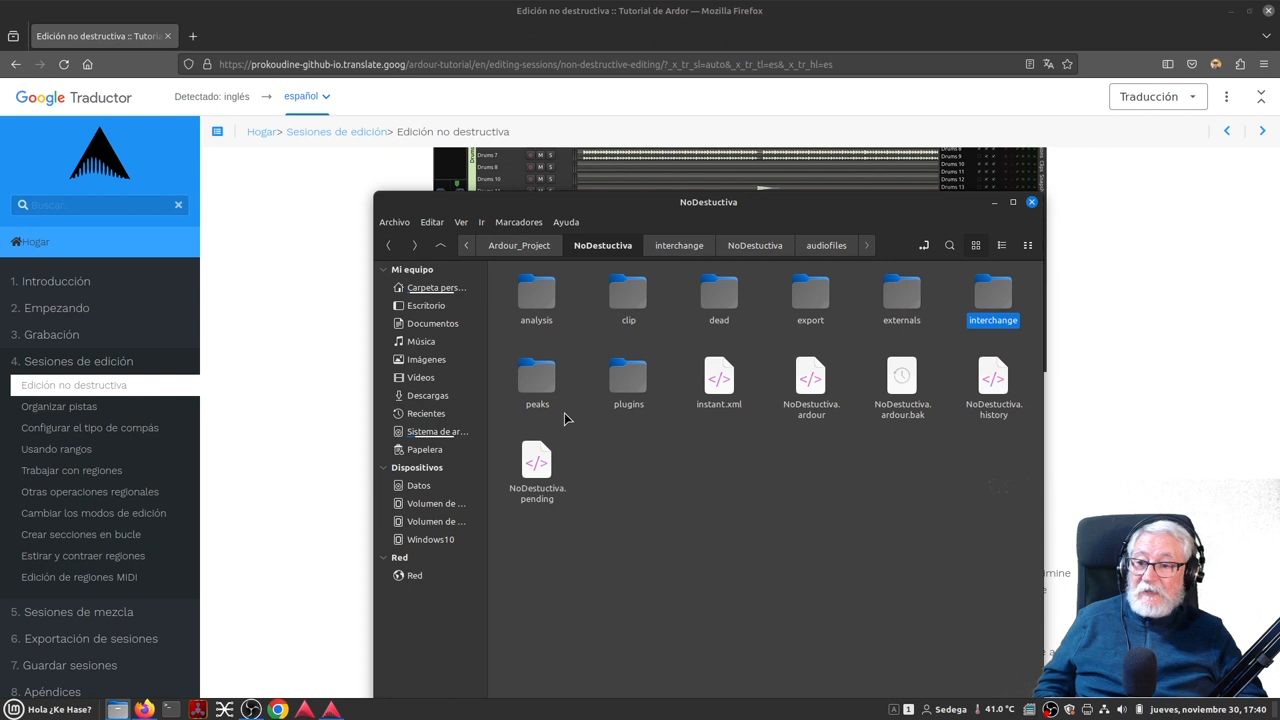 Edición no destructiva :: Tutorial de Ardor — Mozilla Firefox
Edición no destructiva :: Tutoria
https://prokoudine-github-io.translate.goog/ardour-tutorial/en/editing-sessions/non-destructive-editing/?_x_tr_sl=auto&_x_tr_tl=es&_x_tr_hl=es
Google Traductor
Detectado: inglés
español
Traducción
Hogar> Sesiones de edición> Edición no destructiva
Buscar...
Hogar
1. Introducción
2. Empezando
3. Grabación
4. Sesiones de edición
Edición no destructiva
Organizar pistas
Configurar el tipo de compás
Usando rangos
Trabajar con regiones
Otras operaciones regionales
Cambiar los modos de edición
Crear secciones en bucle
Estirar y contraer regiones
Edición de regiones MIDI
5. Sesiones de mezcla
6. Exportación de sesiones
7. Guardar sesiones
8. Apéndices
Drums 7
Drums 8
Drums 10
Drums 8
Drums 9
Drums 10
Drums 11
Drums 12
Drums 13
NoDestuctiva
Archivo Editar Ver Ir Marcadores Ayuda
Ardour_Project NoDestuctiva interchange NoDestuctiva audiofiles
Mi equipo
Carpeta pers...
Escritorio
Documentos
Música
Imágenes
Vídeos
Descargas
Recientes
Sistema de ar...
Papelera
Dispositivos
Datos
Volumen de ...
Volumen de ...
Windows10
Red
Red
analysis clip dead export externals interchange
peaks plugins instant.xml NoDestuctiva.ardour NoDestuctiva.ardour.bak NoDestuctiva.history
NoDestuctiva.pending
imine
Hola ¿Ke Hase?
A 1 Sedega 41.0°C jueves, noviembre 30, 17:40